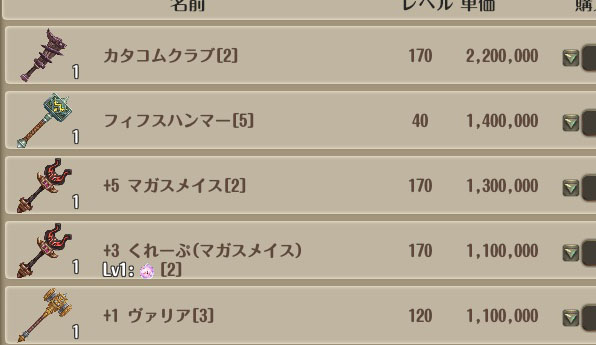 名前 レベル 単価 購
カタコムクラブ[2] 170 2,200,000
1
フィフスハンマー[5] 40 1,400,000
1
+5 マガスメイス[2] 170 1,300,000
1
+3 くれーぷ(マガスメイス) 170 1,100,000
Lv1: [2]
1
+1 ヴァリア[3] 120 1,100,000
1